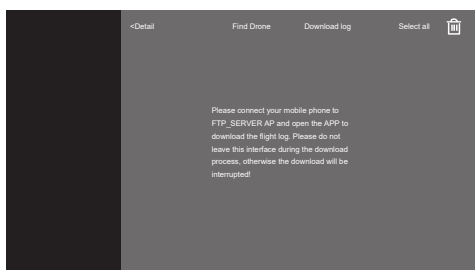 <Detail Find Drone Download log Select all
Please connect your mobile phone to
FTP_SERVER AP and open the APP to
download the flight log. Please do not
leave this interface during the download
process, otherwise the download will be
interrupted!